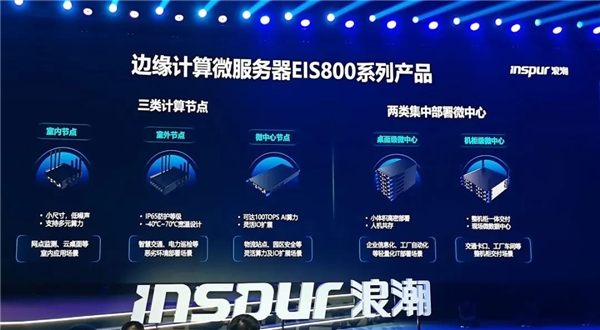 边缘计算微服务器EIS800系列产品
inspur 浪潮
三类计算节点
两类集中部署微中心
室内节点
室外节点
微中心节点
桌面级微中心
机柜级微中心
• 小尺寸，低噪声
• 支持多元算力
• IP65防护等级
• -40℃~70℃宽温设计
• 可达100TOPS AI算力
• 灵活IO扩展
• 小体积高密部署
• 人机共存
• 整机柜一体交付
• 现场微数据中心
网点监测、云桌面等
室内应用场景
智慧交通、电力巡检等
恶劣环境部署场景
物流站点、园区安全等
灵活算力及IO扩展场景
企业信息化、工厂自动化
等轻量化IT部署场景
交通卡口、工厂车间等
整机柜交付场景
inspur 浪潮